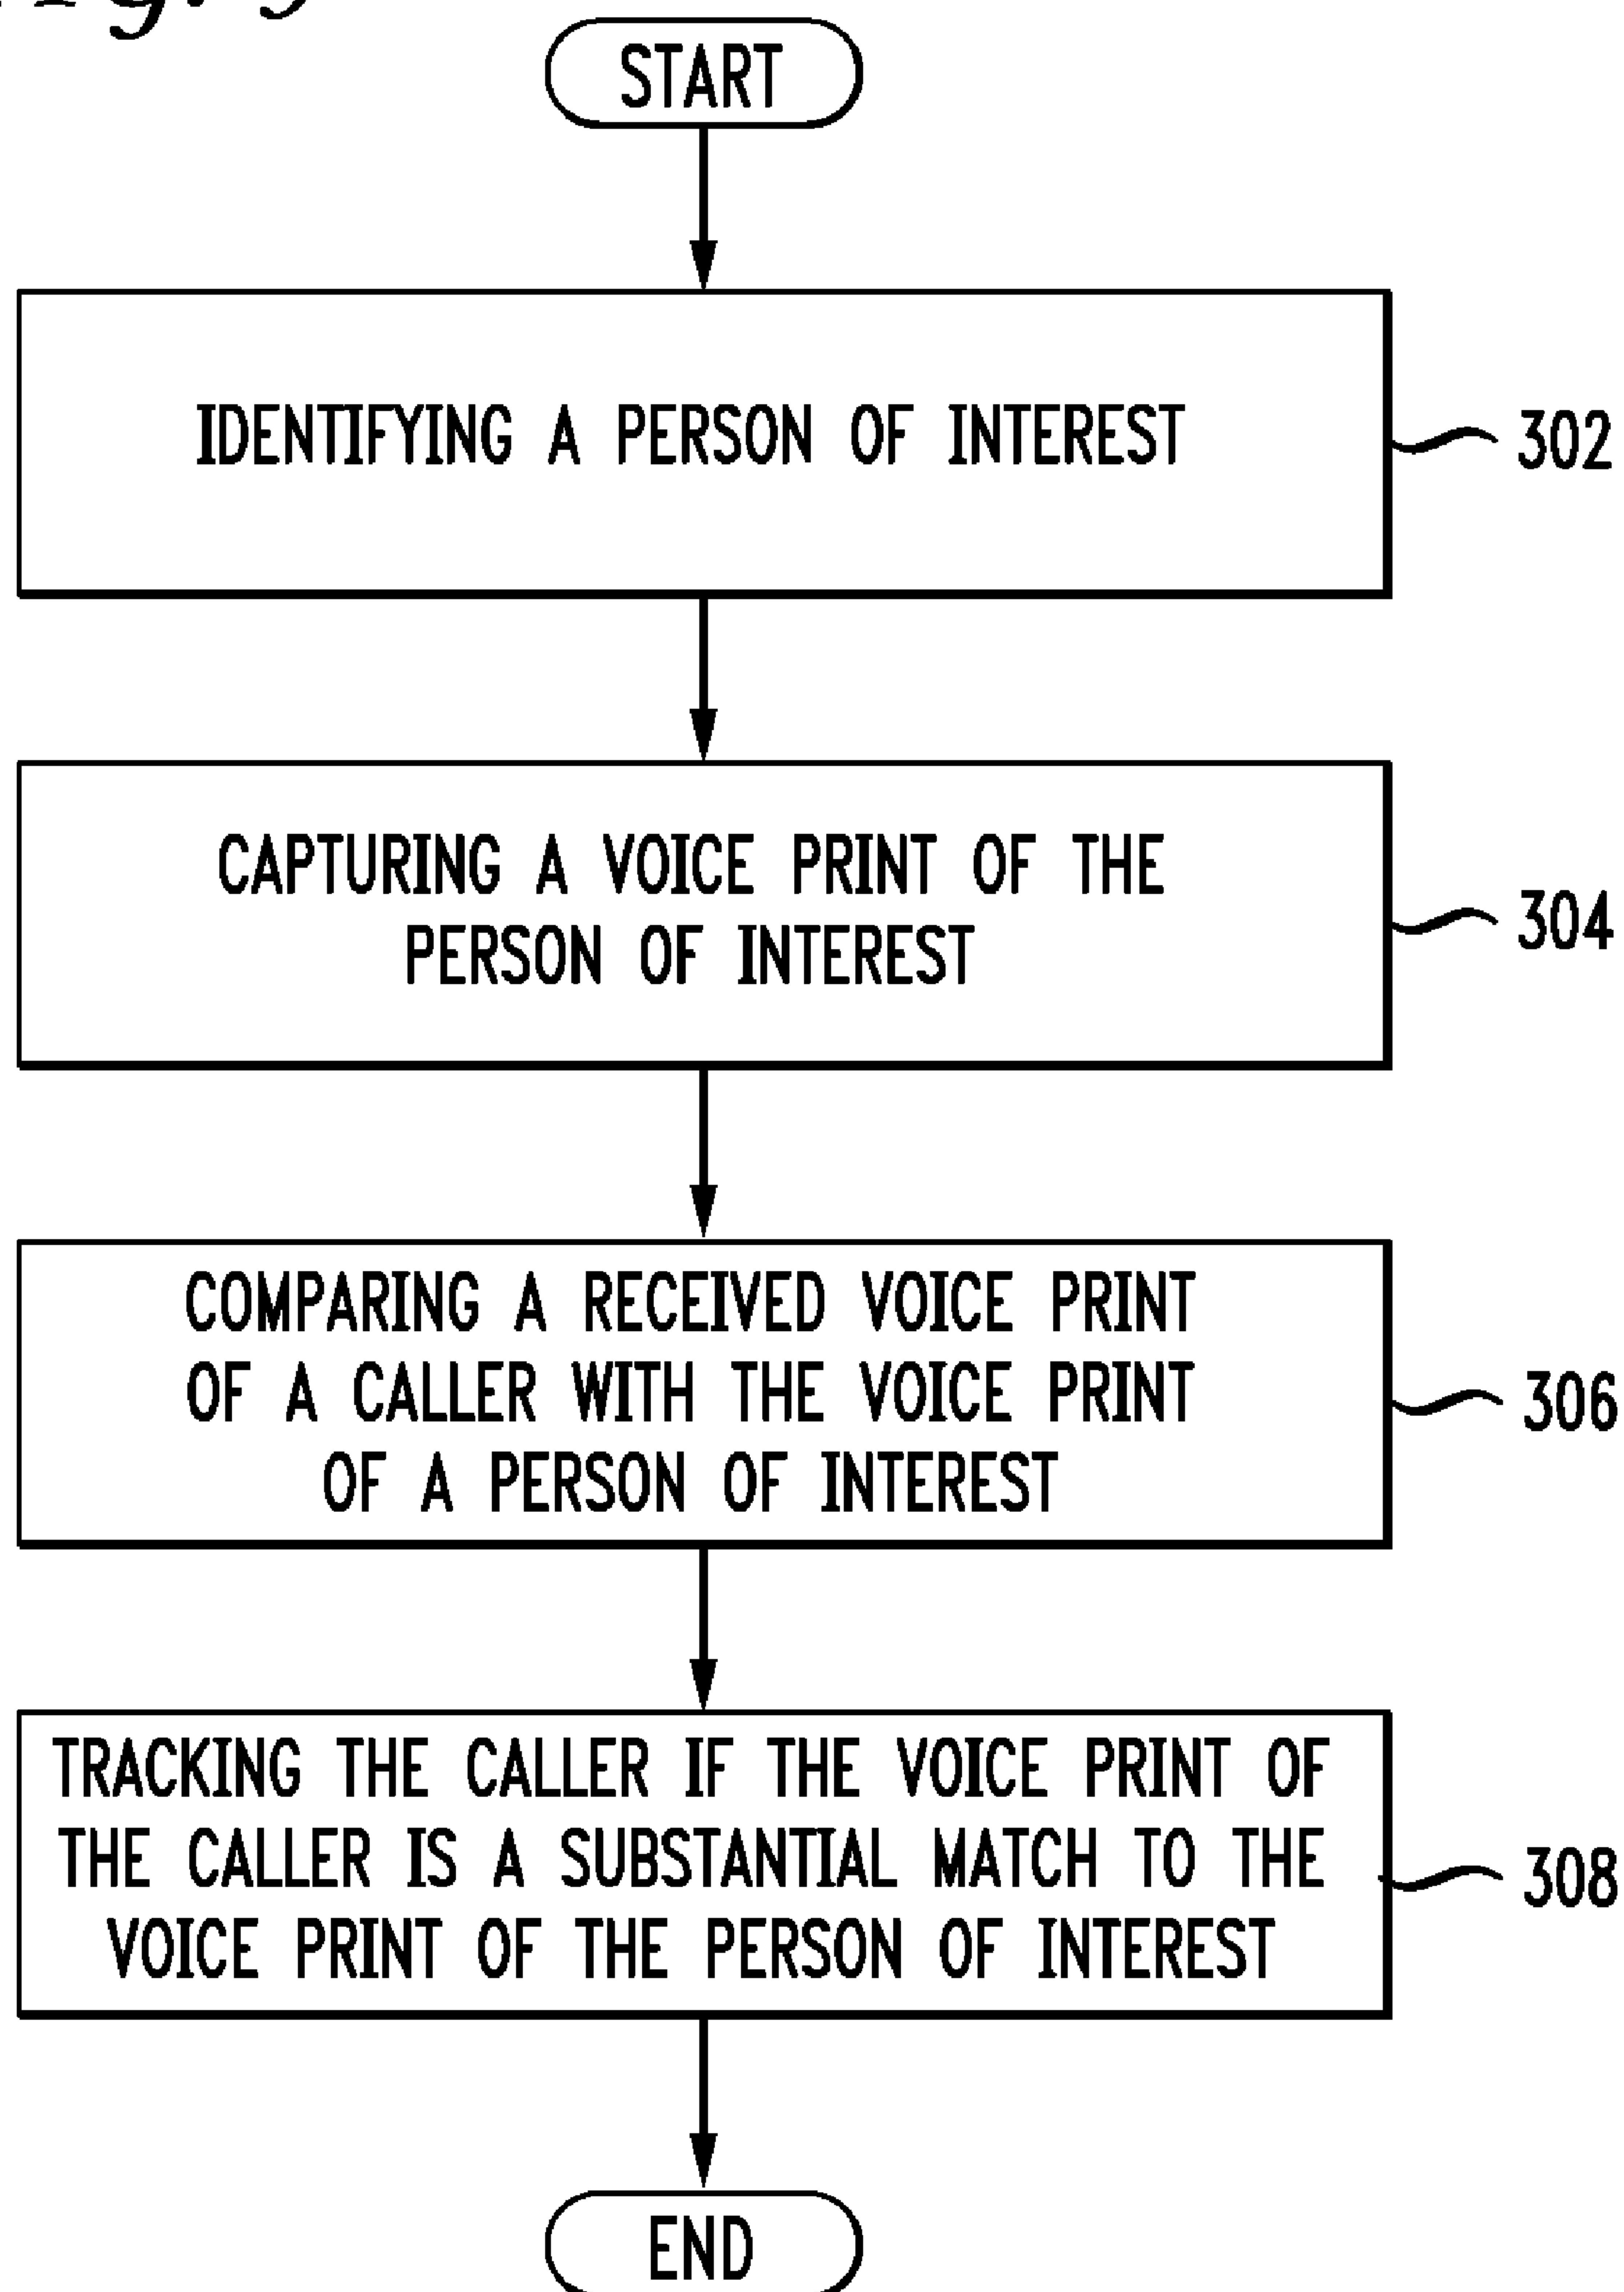 START
IDENTIFYING A PERSON OF INTEREST
302
CAPTURING A VOICE PRINT OF THE
PERSON OF INTEREST
304
COMPARING A RECEIVED VOICE PRINT
OF A CALLER WITH THE VOICE PRINT
OF A PERSON OF INTEREST
306
TRACKING THE CALLER IF THE VOICE PRINT OF
THE CALLER IS A SUBSTANTIAL MATCH TO THE
VOICE PRINT OF THE PERSON OF INTEREST
308
END